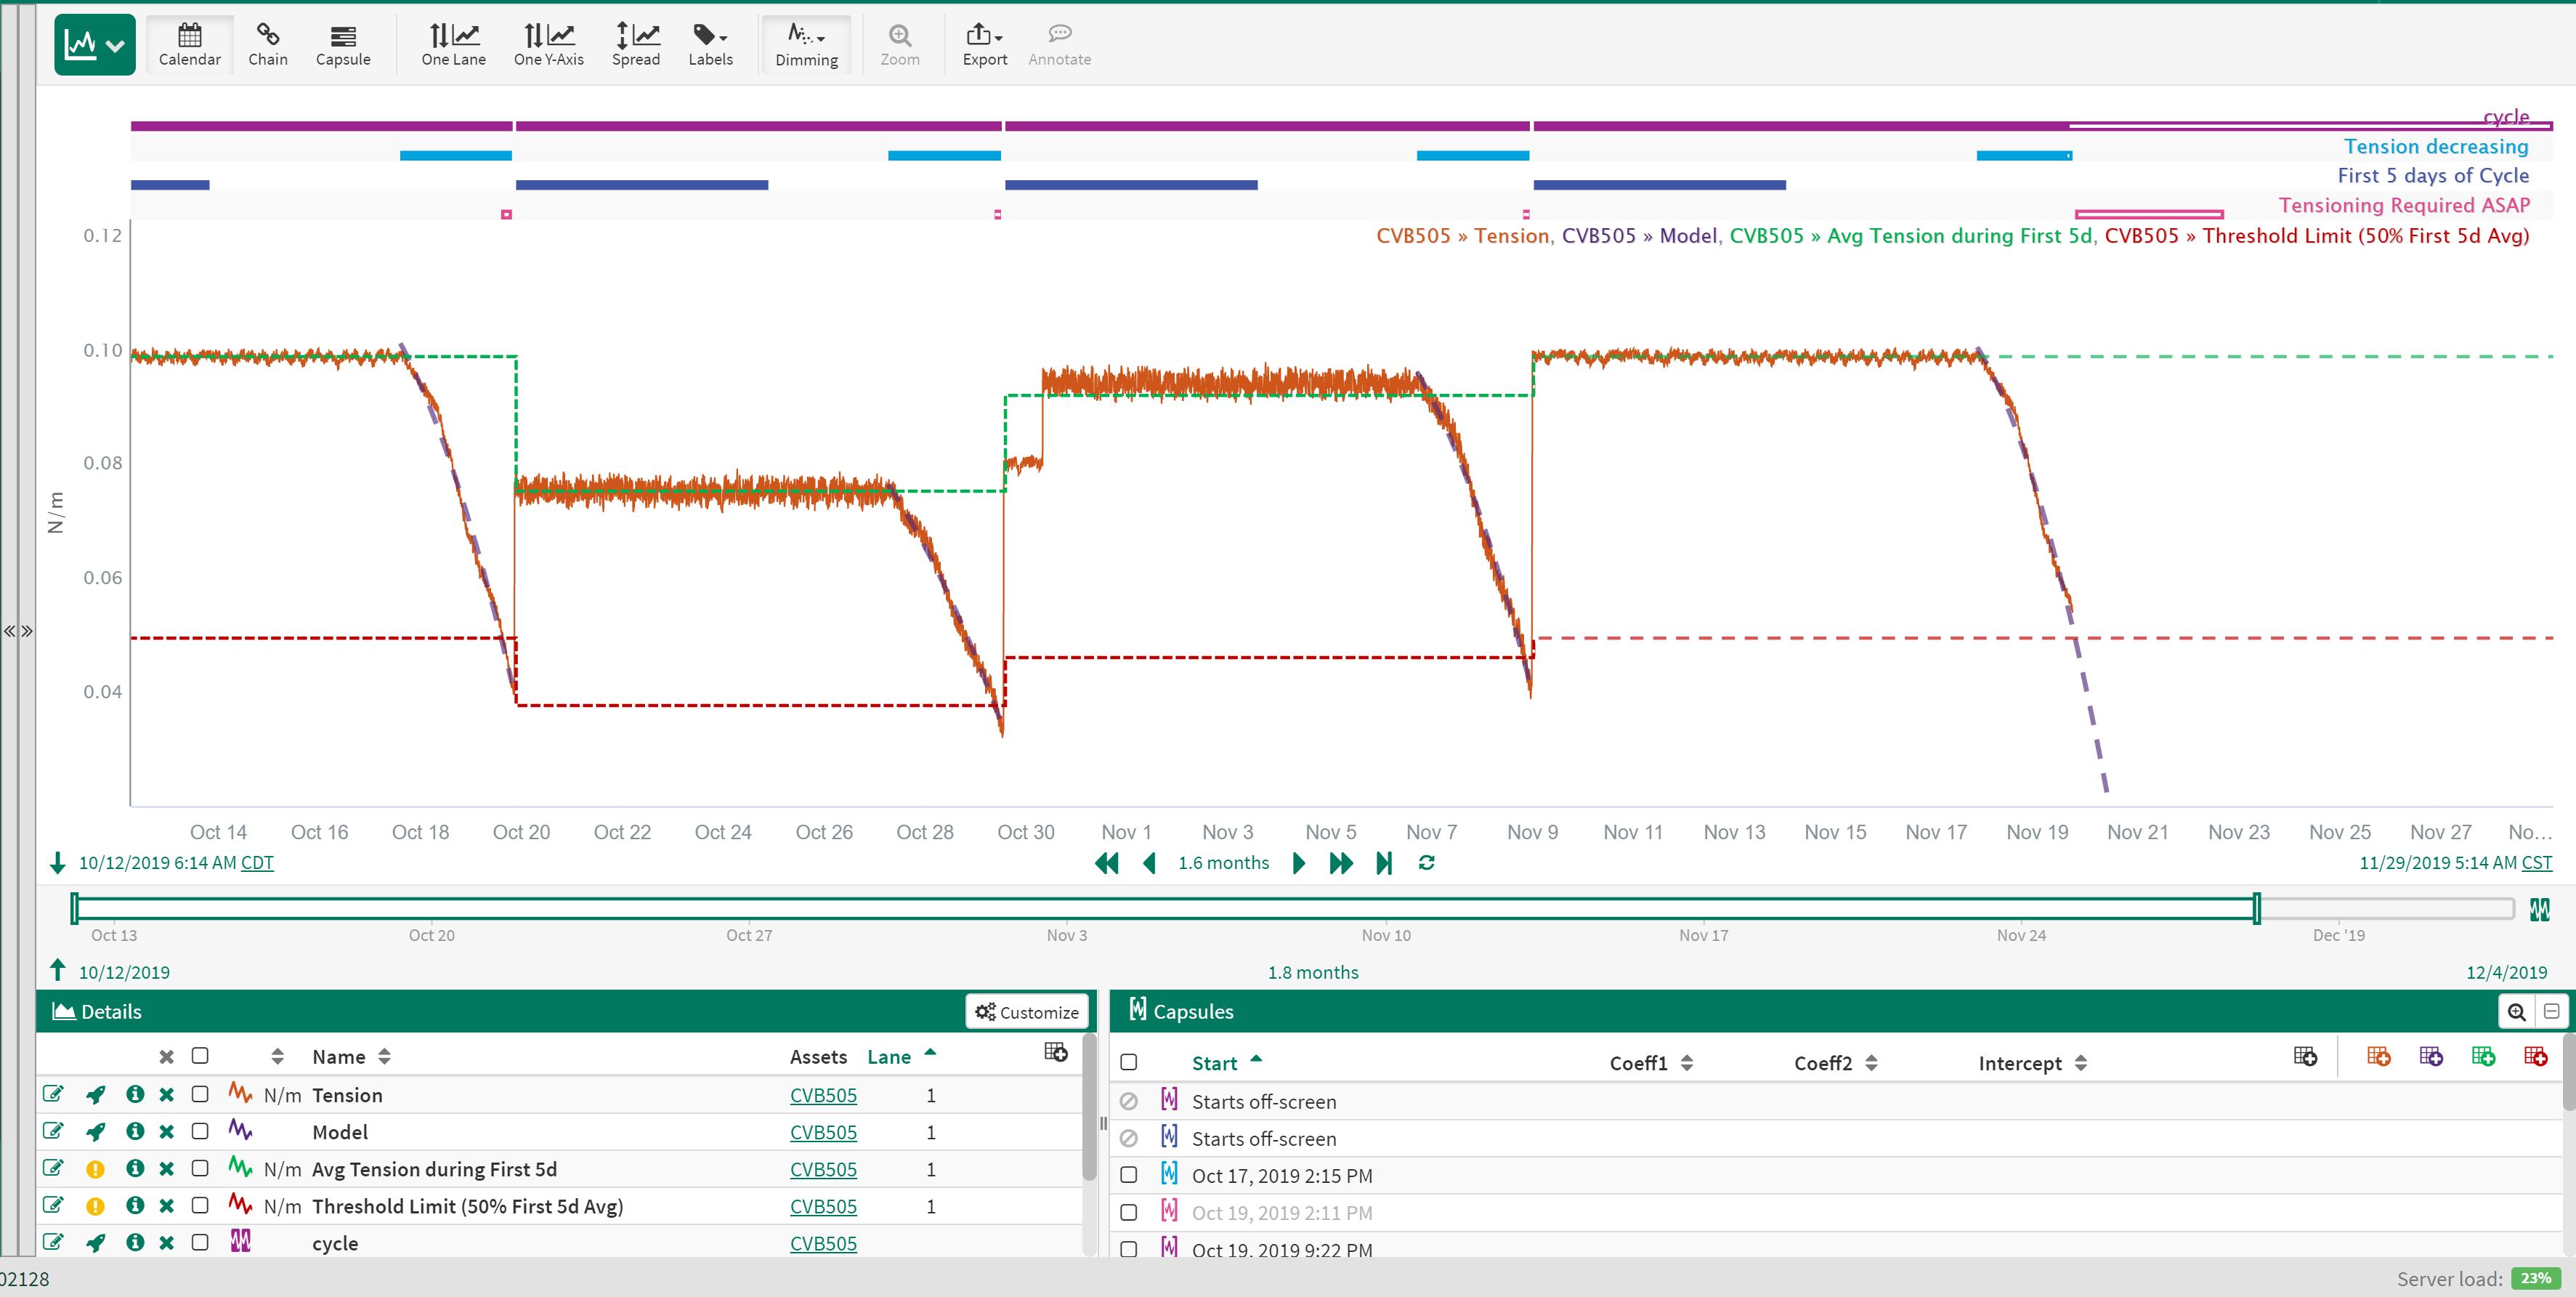 Calendar Chain Capsule One Lane One Y-Axis Spread Labels Dimming Zoom Export Annotate
cycle
Tension decreasing
First 5 days of Cycle
Tensioning Required ASAP
CVB505 » Tension, CVB505 » Model, CVB505 » Avg Tension during First 5d, CVB505 » Threshold Limit (50% First 5d Avg)
0.12
0.10
0.08
0.06
0.04
N/m
Oct 14 Oct 16 Oct 18 Oct 20 Oct 22 Oct 24 Oct 26 Oct 28 Oct 30 Nov 1 Nov 3 Nov 5 Nov 7 Nov 9 Nov 11 Nov 13 Nov 15 Nov 17 Nov 19 Nov 21 Nov 23 Nov 25 Nov 27 No...
10/12/2019 6:14 AM CDT 1.6 months 11/29/2019 5:14 AM CST
Oct 13 Oct 20 Oct 27 Nov 3 Nov 10 Nov 17 Nov 24 Dec '19
10/12/2019 1.8 months 12/4/2019
Details Customize
Name Assets Lane
N/m Tension CVB505 1
Model CVB505 1
N/m Avg Tension during First 5d CVB505 1
N/m Threshold Limit (50% First 5d Avg) CVB505 1
cycle CVB505
Capsules
Start Coeff1 Coeff2 Intercept
Starts off-screen
Starts off-screen
Oct 17, 2019 2:15 PM
Oct 19, 2019 2:11 PM
Oct 19, 2019 9:22 PM
02128 Server load: 23%